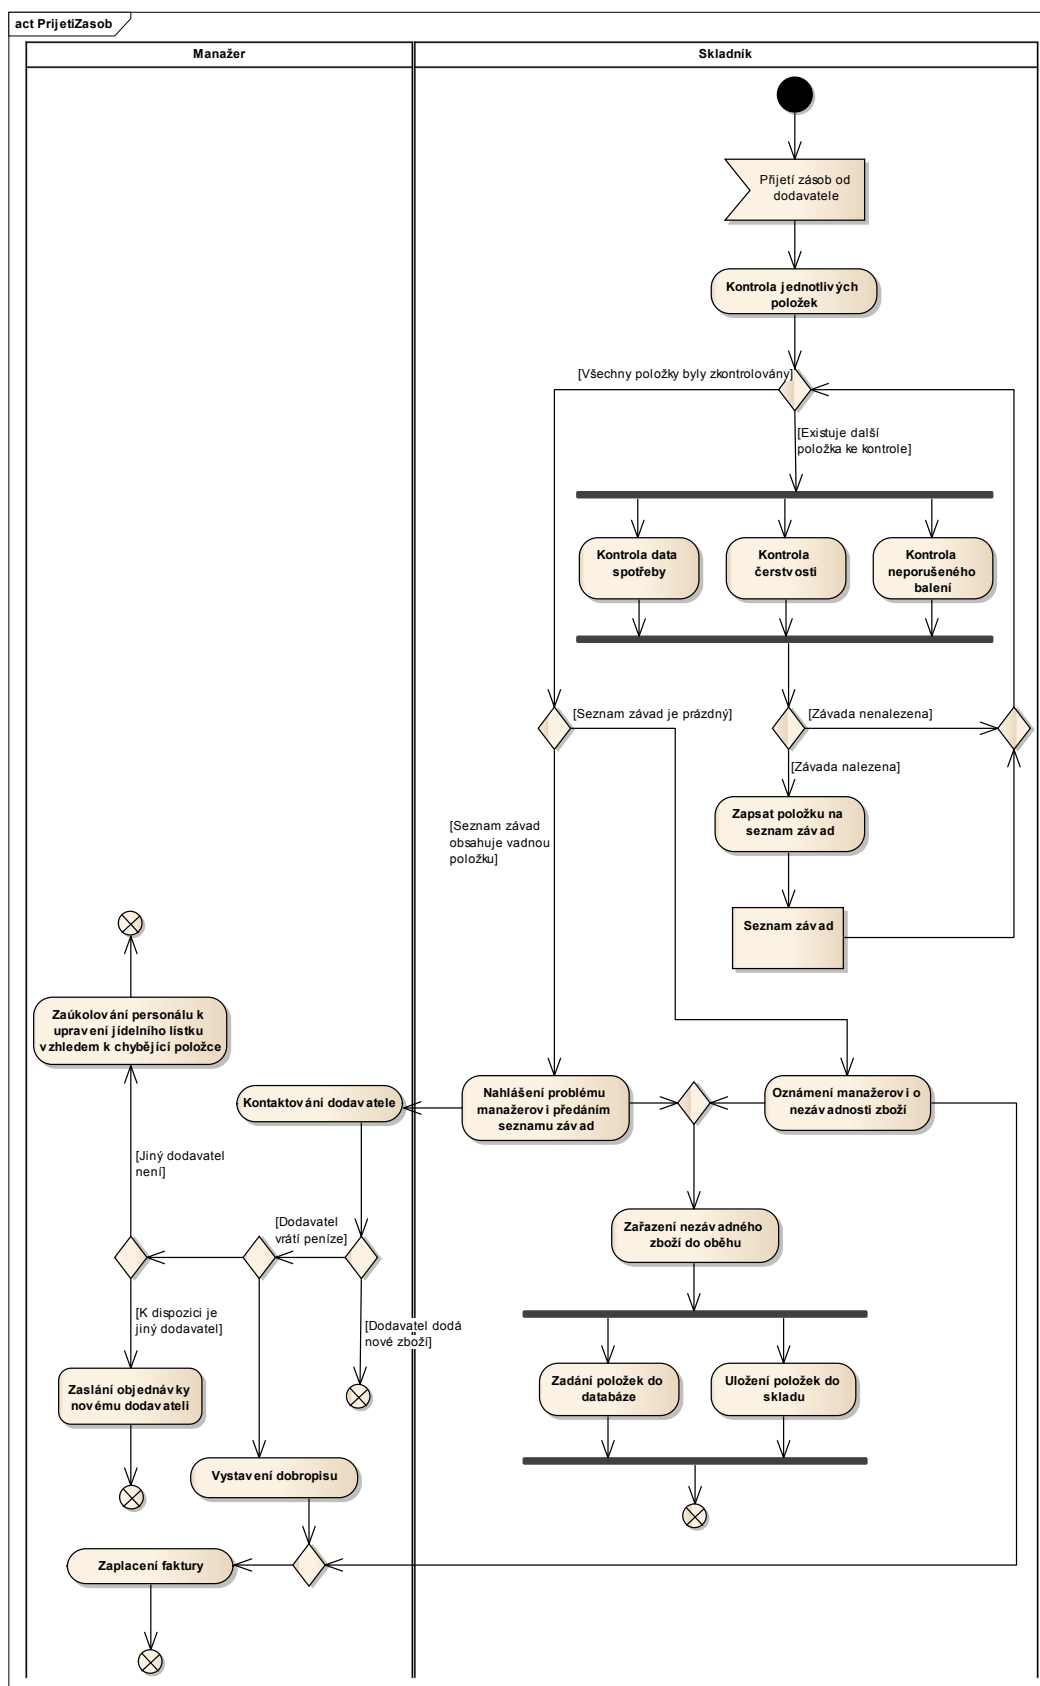 act PrijetiZasob
Manažer
Skladník
Přijetí zásob od
dodavatele
Kontrola jednotlivých
položek
[Všechny položky byly zkontrolovány]
[Existuje další
položka ke kontrole]
Kontrola data
spotřeby
Kontrola
čerstvosti
Kontrola
neporušeného
balení
[Seznam závad je prázdný]
[Závada nenalezena]
[Závada nalezena]
Zapsat položku na
seznam závad
[Seznam závad
obsahuje vadnou
položku]
Seznam závad
Zaúkolování personálu k
upravení jídelního lístku
vzhledem k chybějící položce
Kontaktování dodavatele
Nahlášení problému
manažerovi předáním
seznamu závad
Oznámení manažerovi o
nezávadnosti zboží
[Jiný dodavatel
není]
[Dodavatel
vrátí peníze]
Zařazení nezávadného
zboží do oběhu
[K dispozici je
jiný dodavatel]
[Dodavatel dodá
nové zboží]
Zaslání objednávky
novému dodavateli
Zadání položek do
databáze
Uložení položek do
skladu
Vystavení dobropisu
Zaplacení faktury